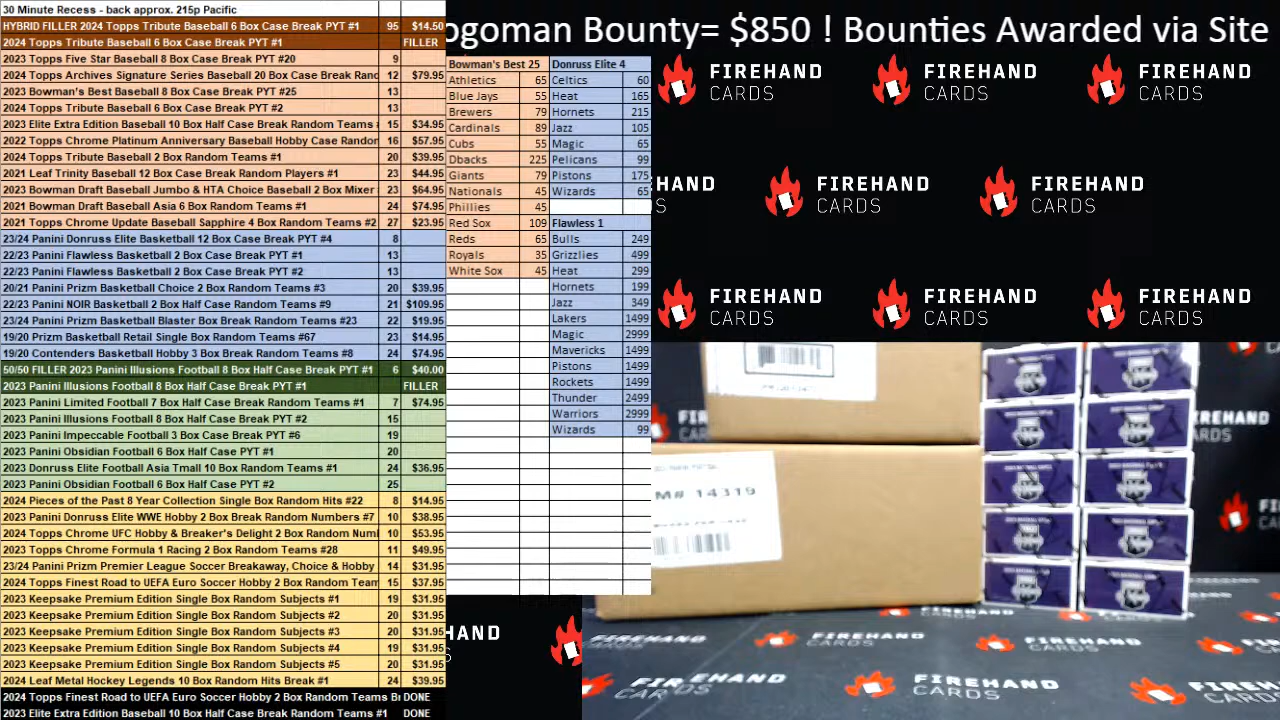 30 Minute Recess - back approx. 215p Pacific
HYBRID FILLER 2024 Topps Tribute Baseball 6 Box Case Break PYT #1 95 $14.50
2024 Topps Tribute Baseball 6 Box Case Break PYT #1 FILLER
2023 Topps Five Star Baseball 8 Box Case Break PYT #20 9
2024 Topps Archives Signature Series Baseball 20 Box Case Break Ranc 12 $79.95
2023 Bowman's Best Baseball 8 Box Case Break PYT #25 13
2024 Topps Tribute Baseball 6 Box Case Break PYT #2 13
2023 Elite Extra Edition Baseball 10 Box Half Case Break Random Teams 15 $34.95
2022 Topps Chrome Platinum Anniversary Baseball Hobby Case Randor 16 $57.95
2024 Topps Tribute Baseball 2 Box Random Teams #1 20 $39.95
2021 Leaf Trinity Baseball 12 Box Case Break Random Players #1 23 $44.95
2023 Bowman Draft Baseball Jumbo & HTA Choice Baseball 2 Box Mixer 23 $64.95
2021 Bowman Draft Baseball Asia 6 Box Random Teams #1 24 $74.95
2021 Topps Chrome Update Baseball Sapphire 4 Box Random Teams #2 27 $23.95
23/24 Panini Donruss Elite Basketball 12 Box Case Break PYT #4 8
22/23 Panini Flawless Basketball 2 Box Case Break PYT #1 13
22/23 Panini Flawless Basketball 2 Box Case Break PYT #2 13
20/21 Panini Prizm Basketball Choice 2 Box Random Teams #3 20 $39.95
22/23 Panini NOIR Basketball 2 Box Half Case Random Teams #9 21 $109.95
23/24 Panini Prizm Basketball Blaster Box Break Random Teams #23 22 $19.95
19/20 Prizm Basketball Retail Single Box Random Teams #67 23 $14.95
19/20 Contenders Basketball Hobby 3 Box Break Random Teams #8 24 $74.95
50/50 FILLER 2023 Panini Illusions Football 8 Box Half Case Break PYT #1 6 $40.00
2023 Panini Illusions Football 8 Box Half Case Break PYT #1 FILLER
2023 Panini Limited Football 7 Box Half Case Break Random Teams #1 7 $74.95
2023 Panini Illusions Football 8 Box Half Case Break PYT #2 15
2023 Panini Impeccable Football 3 Box Case Break PYT #6 19
2023 Panini Obsidian Football 6 Box Half Case PYT #1 20
2023 Donruss Elite Football Asia Tmall 10 Box Random Teams #1 24 $36.95
2023 Panini Obsidian Football 6 Box Half Case PYT #2 25
2024 Pieces of the Past 8 Year Collection Single Box Random Hits #22 8 $14.95
2023 Panini Donruss Elite WWE Hobby 2 Box Break Random Numbers #7 10 $38.95
2024 Topps Chrome UFC Hobby & Breaker's Delight 2 Box Random Numl 10 $53.95
2023 Topps Chrome Formula 1 Racing 2 Box Random Teams #28 11 $49.95
23/24 Panini Prizm Premier League Soccer Breakaway, Choice & Hobby 14 $31.95
2024 Topps Finest Road to UEFA Euro Soccer Hobby 2 Box Random Team 15 $37.95
2023 Keepsake Premium Edition Single Box Random Subjects #1 19 $31.95
2023 Keepsake Premium Edition Single Box Random Subjects #2 20 $31.95
2023 Keepsake Premium Edition Single Box Random Subjects #3 20 $31.95
2023 Keepsake Premium Edition Single Box Random Subjects #4 19 $31.95
2023 Keepsake Premium Edition Single Box Random Subjects #5 20 $31.95
2024 Leaf Metal Hockey Legends 10 Box Random Hits Break #1 24 $39.95
2024 Topps Finest Road to UEFA Euro Soccer Hobby 2 Box Random Teams B DONE
2023 Elite Extra Edition Baseball 10 Box Half Case Break Random Teams #1 DONE
ogoman Bounty= $850 ! Bounties Awarded via Site
Bowman's Best 25
Athletics 65
Blue Jays 55
Brewers 79
Cardinals 89
Cubs 55
Dbacks 225
Giants 79
Nationals 45
Phillies 45
Red Sox 109
Reds 65
Royals 35
White Sox 45
Donruss Elite 4
Celtics 60
Heat 165
Hornets 215
Jazz 105
Magic 65
Pelicans 99
Pistons 175
Wizards 65
Flawless 1
Bulls 249
Grizzlies 499
Heat 299
Hornets 199
Jazz 349
Lakers 1499
Magic 2999
Mavericks 1499
Pistons 1499
Rockets 1499
Thunder 2499
Warriors 2999
Wizards 99
FIREHAND CARDS
FIREHAND CARDS
FIREHAND CARDS
HAND
FIREHAND CARDS
FIREHAND CARDS
FIREHAND CARDS
FIREHAND CARDS
FIREHAND CARDS
M# 14319
HAND
FIREHAND
FIREHAND
FIREHAND
FIREHAND CARDS
FIREHAND CARDS